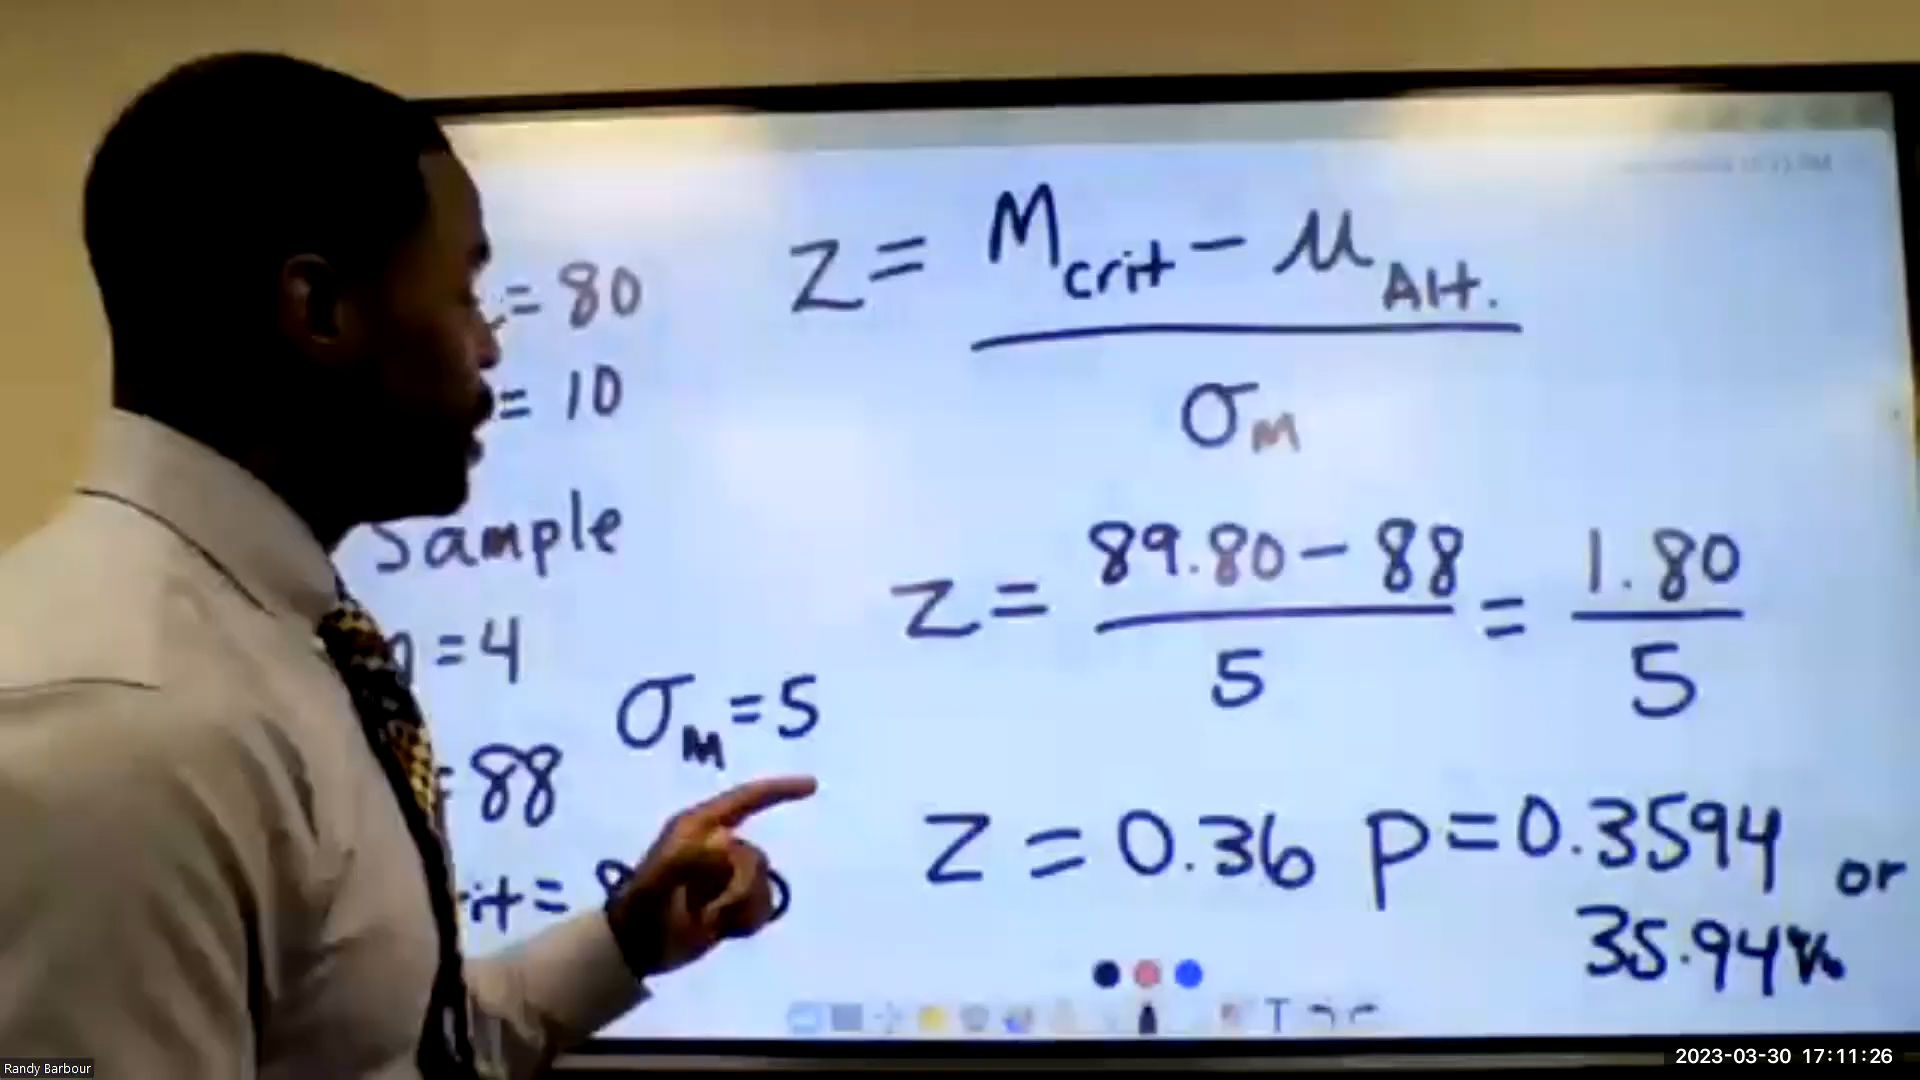 = 80
= 10
Sample
n = 4
σM = 5
= 88
rit =
Z = Mcrit - μAlt.
σM
Z = 89.80 - 88 = 1.80
5 5
Z = 0.36 p = 0.3594 or
35.94%
Randy Barbour
2023-03-30 17:11:26